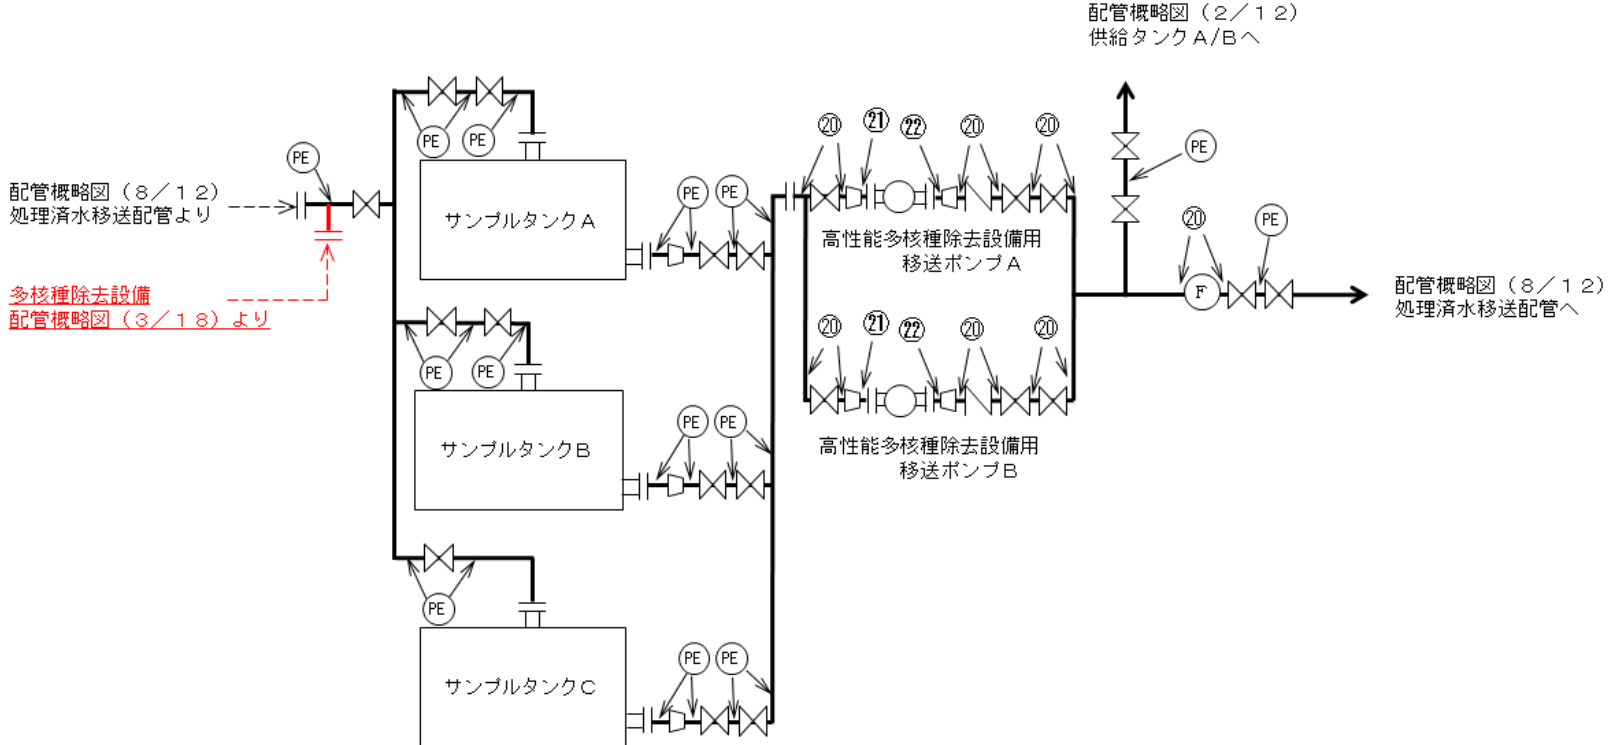 配管概略図（２／１２）
供給タンクＡ/Ｂへ
PE
PE
PE
⑳
㉑
㉒
⑳
⑳
PE
配管概略図（８／１２）
処理済水移送配管より
サンプルタンクＡ
PE
PE
高性能多核種除去設備用
移送ポンプＡ
⑳
PE
多核種除去設備
配管概略図（３／１８）より
F
配管概略図（８／１２）
処理済水移送配管へ
PE
PE
⑳
㉑
㉒
⑳
⑳
サンプルタンクＢ
PE
PE
高性能多核種除去設備用
移送ポンプＢ
PE
サンプルタンクＣ
PE
PE